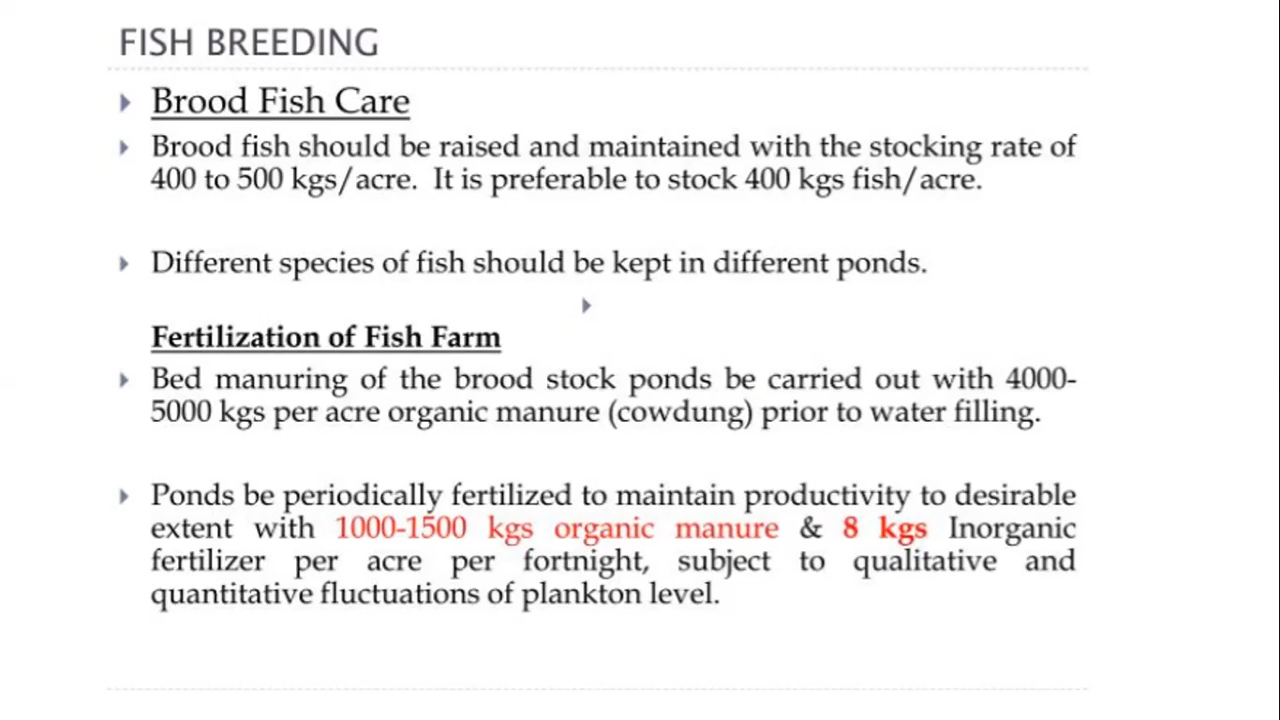 FISH BREEDING
Brood Fish Care
Brood fish should be raised and maintained with the stocking rate of
400 to 500 kgs/acre. It is preferable to stock 400 kgs fish/acre.
Different species of fish should be kept in different ponds.
Fertilization of Fish Farm
Bed manuring of the brood stock ponds be carried out with 4000-
5000 kgs per acre organic manure (cowdung) prior to water filling.
Ponds be periodically fertilized to maintain productivity to desirable
extent with 1000-1500 kgs organic manure & 8 kgs Inorganic
fertilizer per acre per fortnight, subject to qualitative and
quantitative fluctuations of plankton level.